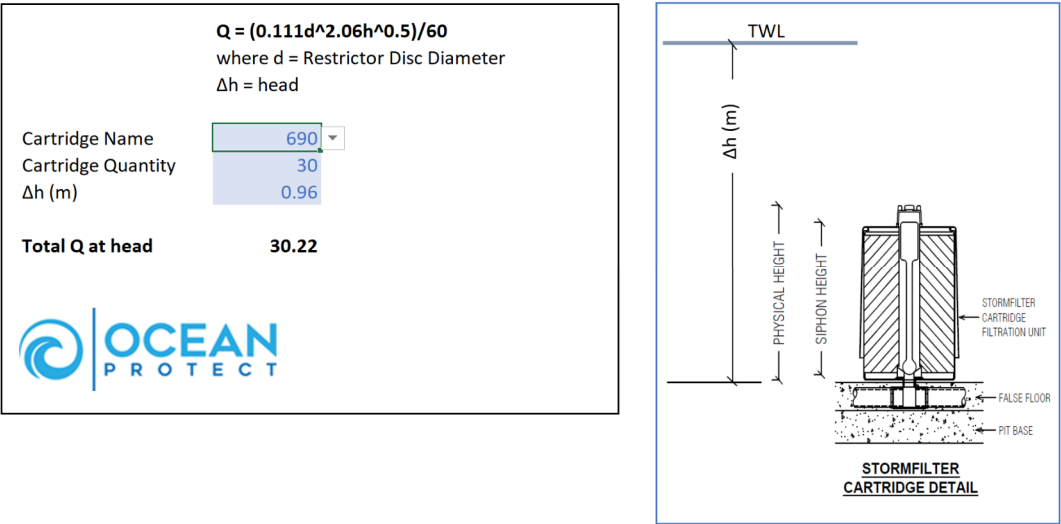 Q = (0.111d^2.06h^0.5)/60
where d = Restrictor Disc Diameter
Δh = head
Cartridge Name 690
Cartridge Quantity 30
Δh (m) 0.96
Total Q at head 30.22
OCEAN
PROTECT
TWL
Δh (m)
PHYSICAL HEIGHT
SIPHON HEIGHT
STORMFILTER
CARTRIDGE
FILTRATION UNIT
FALSE FLOOR
PIT BASE
STORMFILTER
CARTRIDGE DETAIL